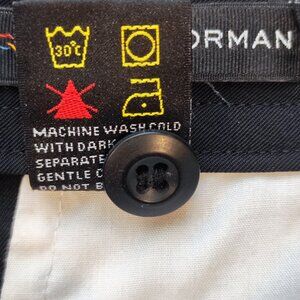 30°C
ORMAN
MACHINE WASH COLD
WITH DARK
SEPARATE
GENTLE C
DO NOT B